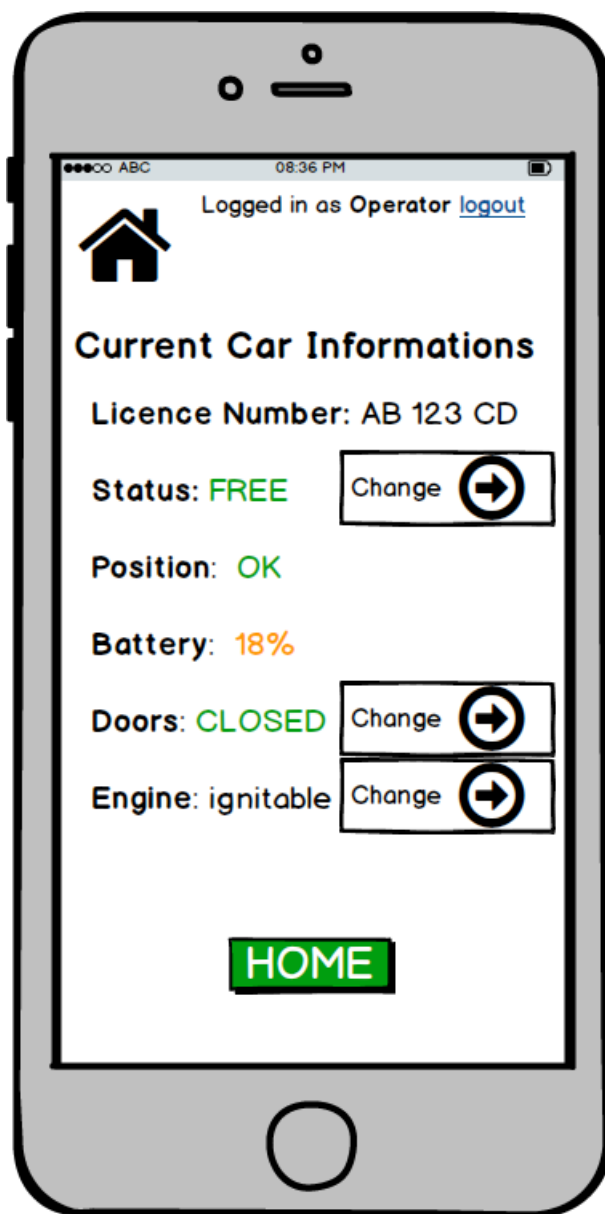 ABC 08:36 PM
Logged in as Operator logout
Current Car Informations
Licence Number: AB 123 CD
Status: FREE Change
Position: OK
Battery: 18%
Doors: CLOSED Change
Engine: ignitable Change
HOME